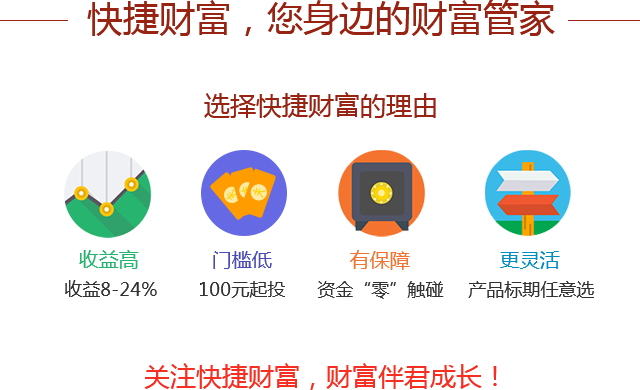 快捷财富，您身边的财富管家
选择快捷财富的理由
收益高 门槛低 有保障 更灵活
收益8-24% 100元起投 资金“零”触碰 产品标期任意选
关注快捷财富，财富伴君成长！